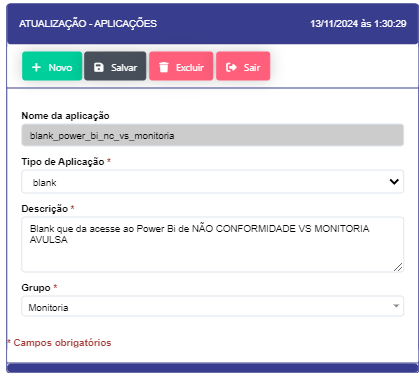 ATUALIZAÇÃO - APLICAÇÕES 13/11/2024 às 1:30:29
+ Novo Salvar Excluir Sair
Nome da aplicação
blank_power_bi_nc_vs_monitoria
Tipo de Aplicação *
blank
Descrição *
Blank que da acesse ao Power Bi de NÃO CONFORMIDADE VS MONITORIA
AVULSA
Grupo *
Monitoria
* Campos obrigatórios